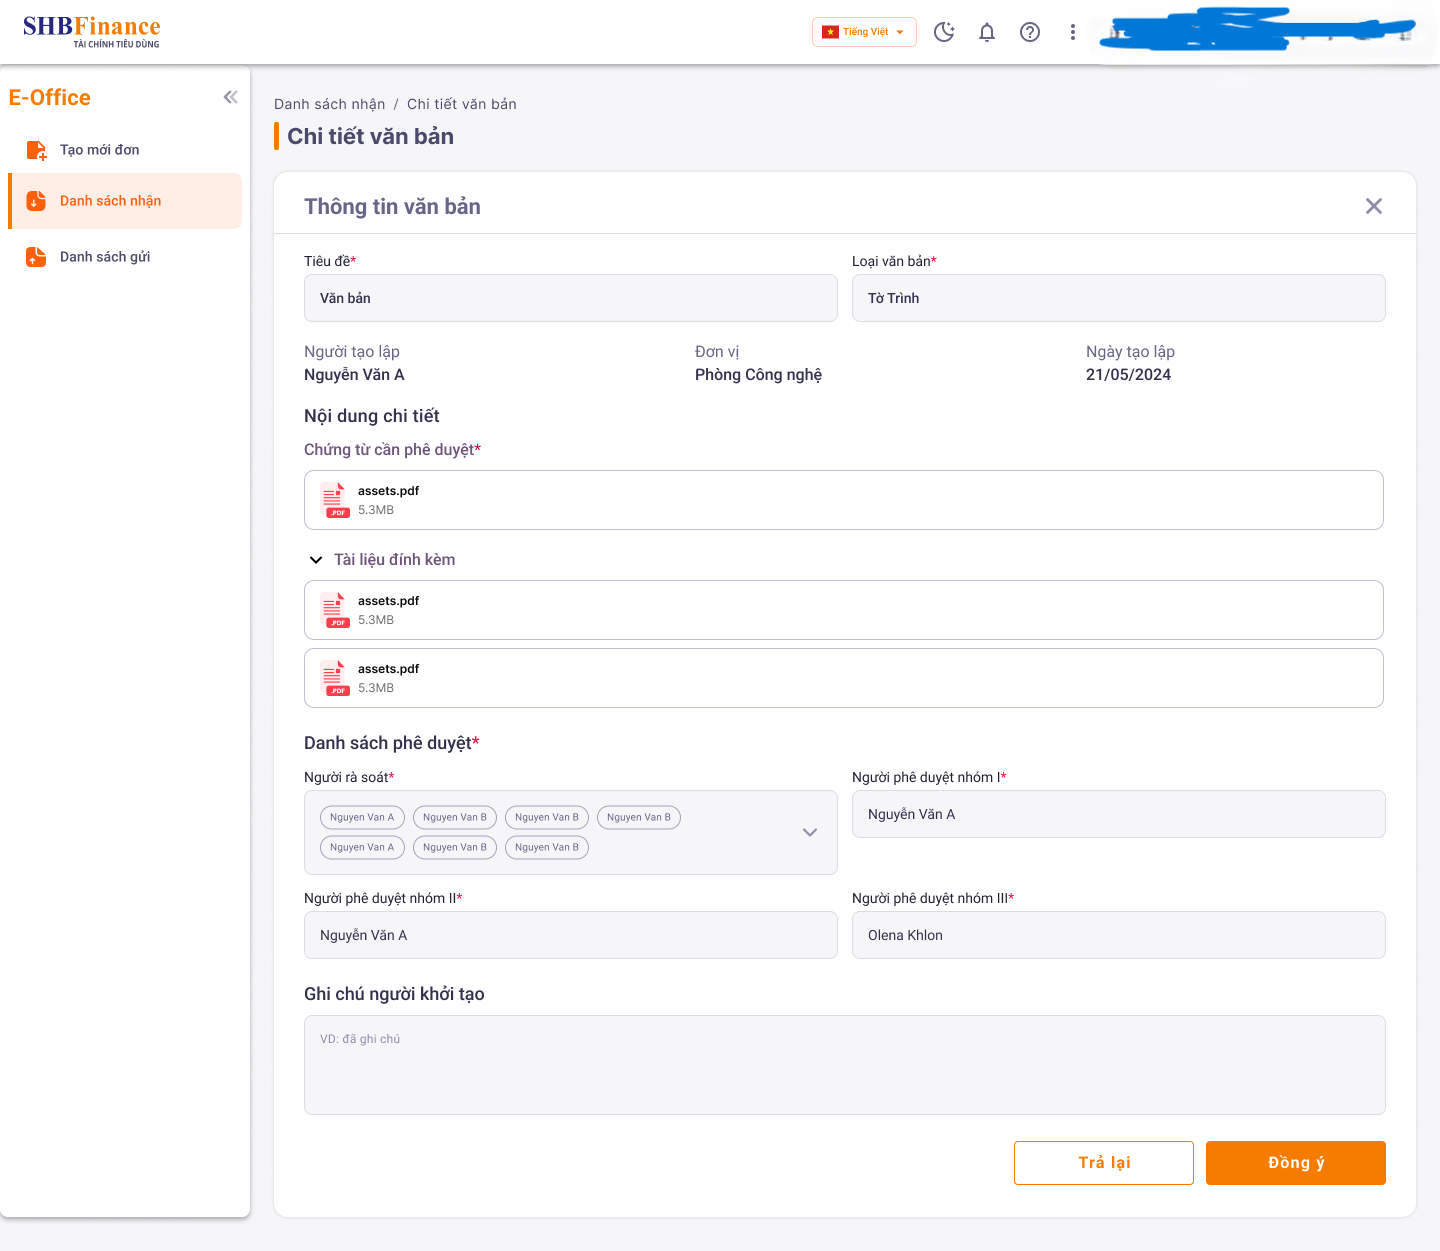 SHBFinance
TÀI CHÍNH TIÊU DÙNG
Tiếng Việt
E-Office
Tạo mới đơn
Danh sách nhận
Danh sách gửi
Danh sách nhận / Chi tiết văn bản
Chi tiết văn bản
Thông tin văn bản
Tiêu đề*
Loại văn bản*
Văn bản
Tờ Trình
Người tạo lập
Đơn vị
Ngày tạo lập
Nguyễn Văn A
Phòng Công nghệ
21/05/2024
Nội dung chi tiết
Chứng từ cần phê duyệt*
.PDF
assets.pdf
5.3MB
Tài liệu đính kèm
.PDF
assets.pdf
5.3MB
.PDF
assets.pdf
5.3MB
Danh sách phê duyệt*
Người rà soát*
Người phê duyệt nhóm I*
Nguyen Van A Nguyen Van B Nguyen Van B Nguyen Van B
Nguyen Van A Nguyen Van B Nguyen Van B
Nguyễn Văn A
Người phê duyệt nhóm II*
Người phê duyệt nhóm III*
Nguyễn Văn A
Olena Khlon
Ghi chú người khởi tạo
VD: đã ghi chú
Trả lại
Đồng ý